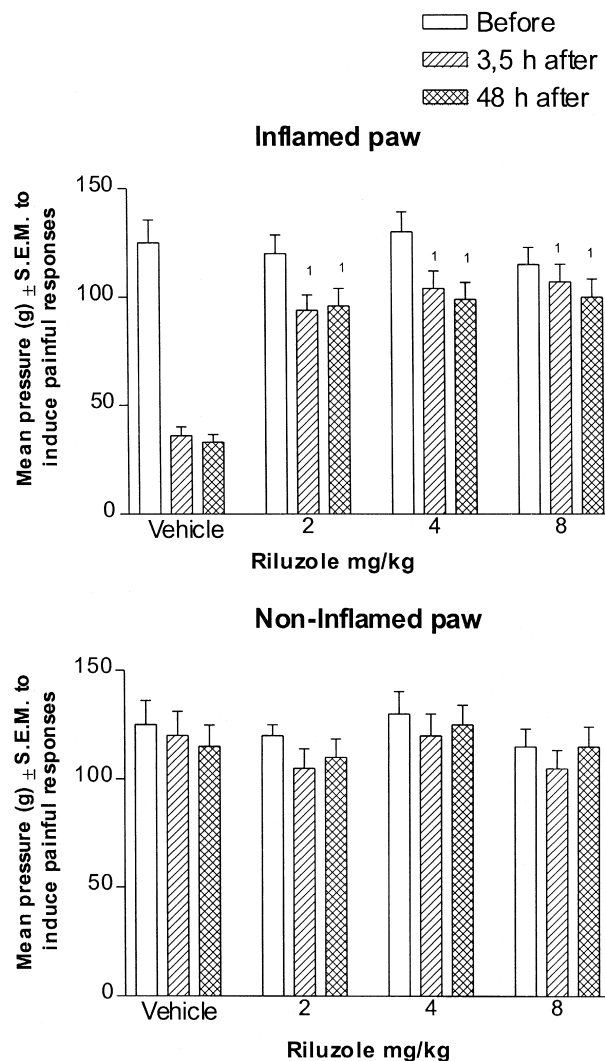 Before
3,5 h after
48 h after
Inflamed paw
Mean pressure (g) ± S.E.M. to
induce painful responses
150
100
50
0
1 1 1 1 1 1
Vehicle 2 4 8
Riluzole mg/kg
Non-Inflamed paw
Mean pressure (g) ± S.E.M. to
induce painful responses
150
100
50
0
Vehicle 2 4 8
Riluzole mg/kg